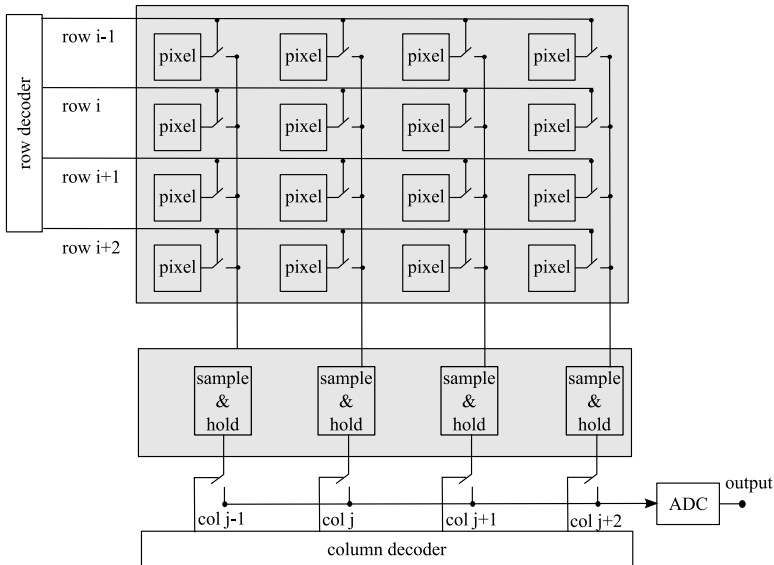 row decoder
row i-1
pixel pixel pixel pixel
row i
pixel pixel pixel pixel
row i+1
pixel pixel pixel pixel
row i+2
pixel pixel pixel pixel
sample
&
hold
sample
&
hold
sample
&
hold
sample
&
hold
col j-1
col j
col j+1
col j+2
ADC
output
column decoder